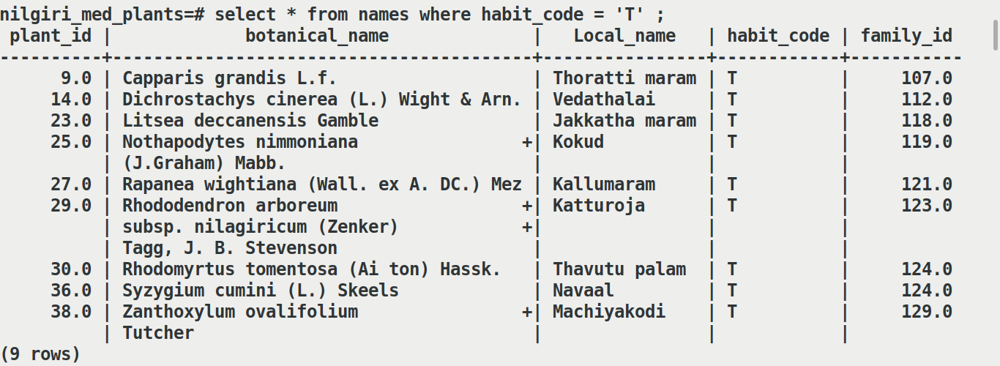 nilgiri_med_plants=# select * from names where habit_code = 'T' ;
 plant_id |             botanical_name              |   Local_name   | habit_code | family_id
----------+-----------------------------------------+----------------+------------+-----------
      9.0 | Capparis grandis L.f.                   | Thoratti maram | T          |     107.0
     14.0 | Dichrostachys cinerea (L.) Wight & Arn. | Vedathalai     | T          |     112.0
     23.0 | Litsea deccanensis Gamble               | Jakkatha maram | T          |     118.0
     25.0 | Nothapodytes nimmoniana                +| Kokud          | T          |     119.0
          | (J.Graham) Mabb.                        |                |            |
     27.0 | Rapanea wightiana (Wall. ex A. DC.) Mez | Kallumaram     | T          |     121.0
     29.0 | Rhododendron arboreum                  +| Katturoja      | T          |     123.0
          | subsp. nilagiricum (Zenker)            +|                |            |
          | Tagg, J. B. Stevenson                   |                |            |
     30.0 | Rhodomyrtus tomentosa (Ai ton) Hassk.   | Thavutu palam  | T          |     124.0
     36.0 | Syzygium cumini (L.) Skeels             | Navaal         | T          |     124.0
     38.0 | Zanthoxylum ovalifolium                +| Machiyakodi    | T          |     129.0
          | Tutcher                                 |                |            |
(9 rows)